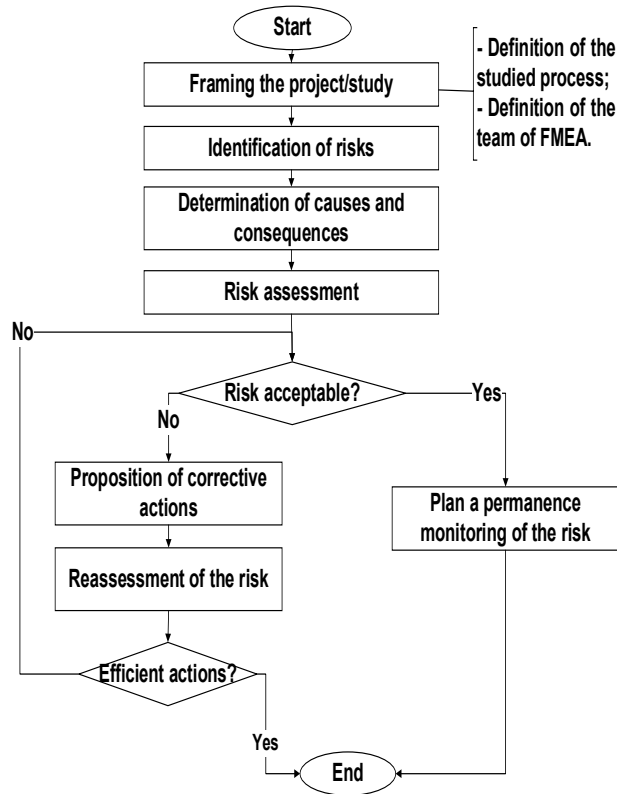 Start
Framing the project/study
- Definition of the
studied process;
- Definition of the
team of FMEA.
Identification of risks
Determination of causes and
consequences
Risk assessment
No
Risk acceptable?
No
Yes
Proposition of corrective
actions
Plan a permanence
monitoring of the risk
Reassessment of the risk
Efficient actions?
Yes
End